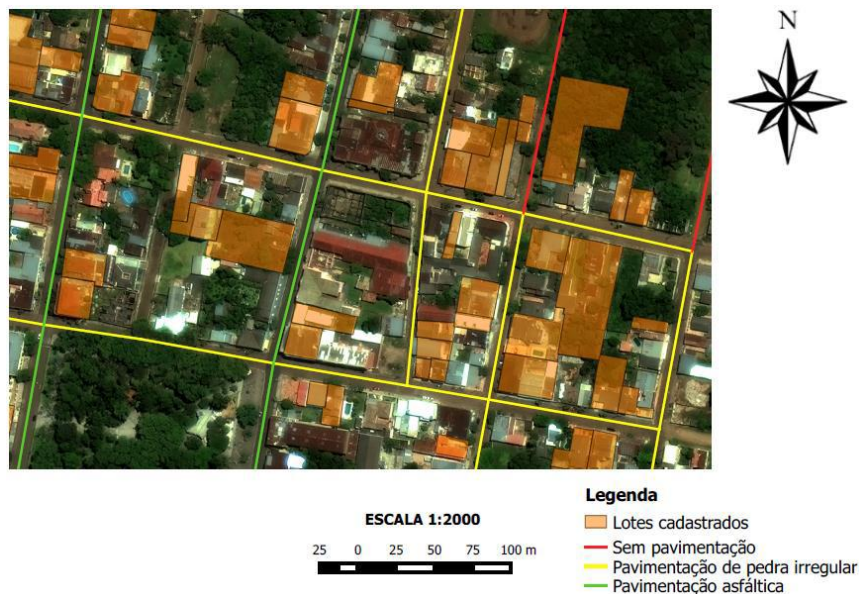 N
ESCALA 1:2000
25 0 25 50 75 100 m
Legenda
Lotes cadastrados
Sem pavimentação
Pavimentação de pedra irregular
Pavimentação asfáltica